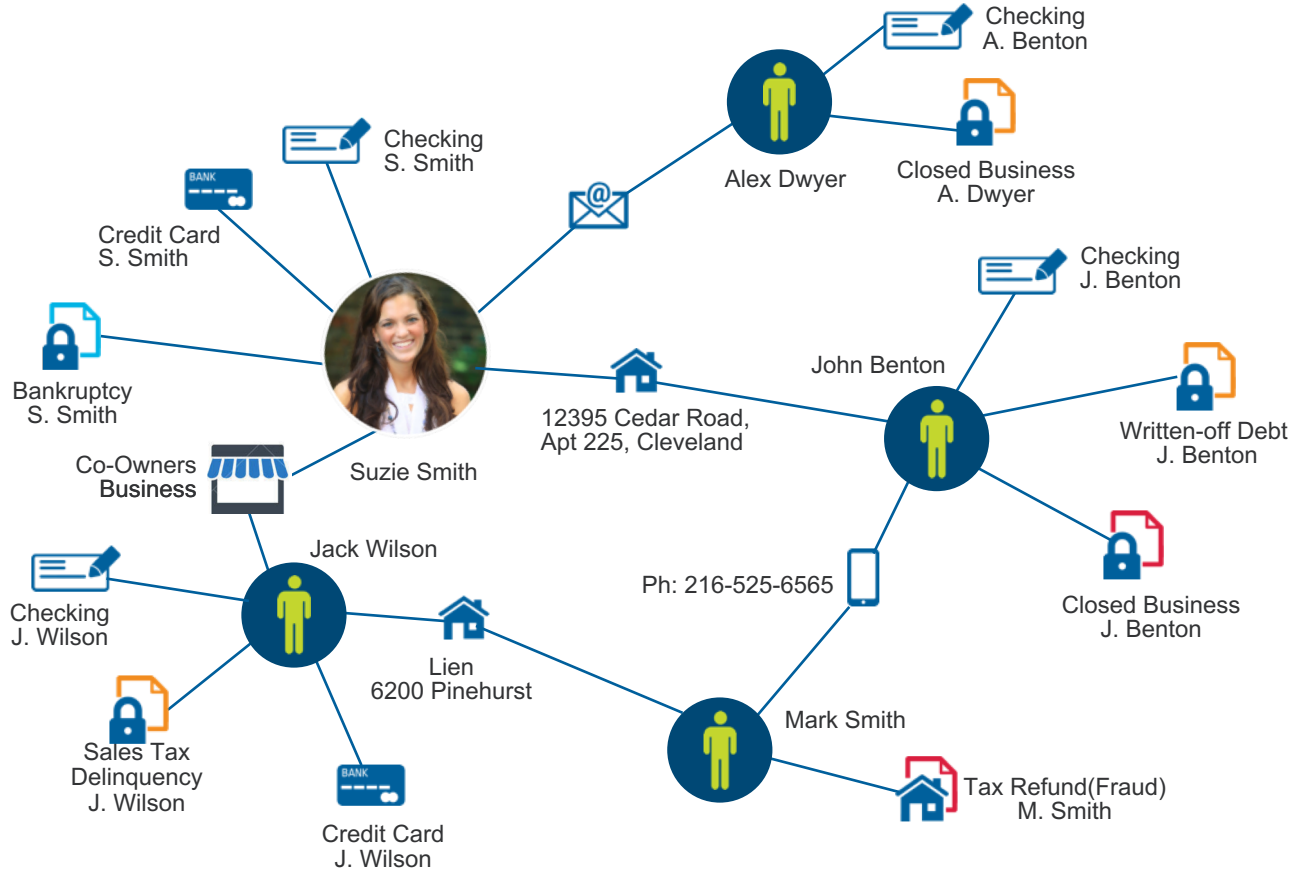 Checking
A. Benton
Checking
S. Smith
BANK
Credit Card
S. Smith
@
Alex Dwyer
Closed Business
A. Dwyer
Checking
J. Benton
Bankruptcy
S. Smith
12395 Cedar Road,
Apt 225, Cleveland
John Benton
Written-off Debt
J. Benton
Co-Owners
Business
Suzie Smith
Jack Wilson
Checking
J. Wilson
Ph: 216-525-6565
Closed Business
J. Benton
Lien
6200 Pinehurst
Sales Tax
Delinquency
J. Wilson
BANK
Credit Card
J. Wilson
Mark Smith
Tax Refund(Fraud)
M. Smith